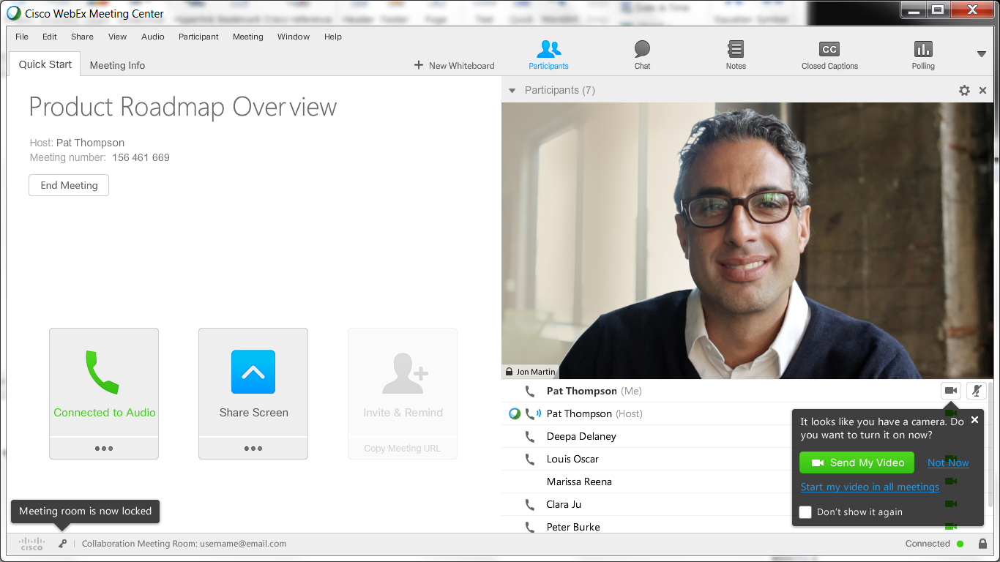 Cisco WebEx Meeting Center
File Edit Share View Audio Participant Meeting Window Help
Quick Start Meeting Info New Whiteboard
Participants Chat Notes Closed Captions Polling
CC
Product Roadmap Overview
Host: Pat Thompson
Meeting number: 156 461 669
End Meeting
Connected to Audio
Share Screen
Invite & Remind
Copy Meeting URL
Meeting room is now locked
Participants (7)
Jon Martin
Pat Thompson (Me)
Pat Thompson (Host)
Deepa Delaney
Louis Oscar
Marissa Reena
Clara Ju
Peter Burke
It looks like you have a camera. Do
you want to turn it on now?
Send My Video Not Now
Start my video in all meetings
Don't show it again
CISCO
Collaboration Meeting Room: username@email.com
Connected